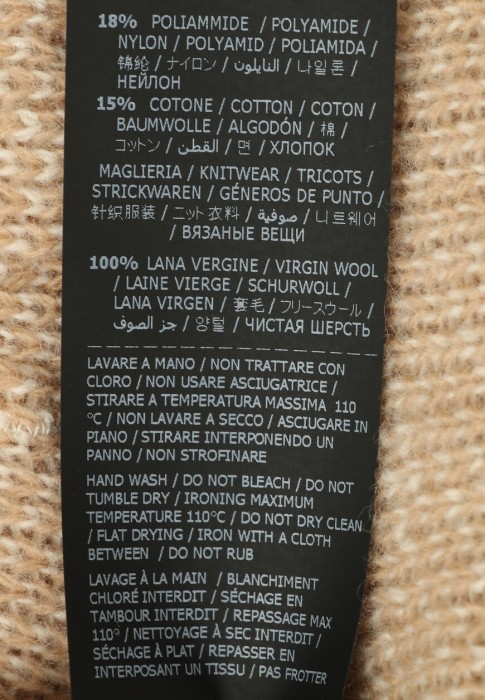 18% POLIAMMIDE / POLYAMIDE /
NYLON / POLYAMID / POLIAMIDA /
锦纶 / ナイロン / النايلون / 나일론 /
НЕЙЛОН
15% COTONE / COTTON / COTON /
BAUMWOLLE / ALGODÓN / 棉 /
コットン / القطن / 면 / ХЛОПОК
MAGLIERIA / KNITWEAR / TRICOTS /
STRICKWAREN / GÉNEROS DE PUNTO /
针织服装 / ニット衣料 / صوفية / 니트웨어
/ ВЯЗАНЫЕ ВЕЩИ
100% LANA VERGINE / VIRGIN WOOL
/ LAINE VIERGE / SCHURWOLL /
LANA VIRGEN / 套毛 / フリースウール /
جز الصوف / 양털 / ЧИСТАЯ ШЕРСТЬ
LAVARE A MANO / NON TRATTARE CON
CLORO / NON USARE ASCIUGATRICE /
STIRARE A TEMPERATURA MASSIMA 110
°C / NON LAVARE A SECCO / ASCIUGARE IN
PIANO / STIRARE INTERPONENDO UN
PANNO / NON STROFINARE
HAND WASH / DO NOT BLEACH / DO NOT
TUMBLE DRY / IRONING MAXIMUM
TEMPERATURE 110°C / DO NOT DRY CLEAN
/ FLAT DRYING / IRON WITH A CLOTH
BETWEEN / DO NOT RUB
LAVAGE À LA MAIN / BLANCHIMENT
CHLORÉ INTERDIT / SÉCHAGE EN
TAMBOUR INTERDIT / REPASSAGE MAX
110° / NETTOYAGE À SEC INTERDIT /
SÉCHAGE À PLAT / REPASSER EN
INTERPOSANT UN TISSU / PAS FROTTER